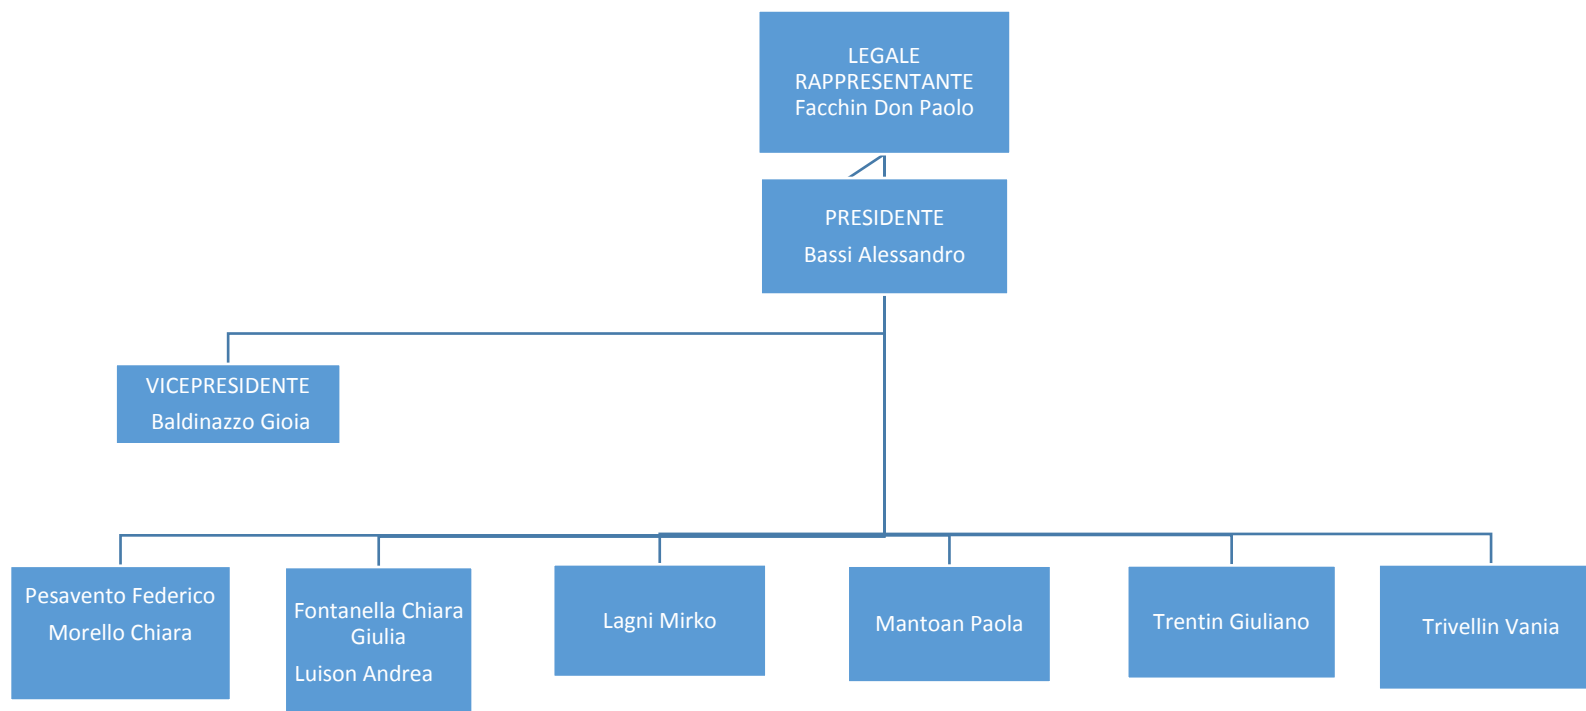 LEGALE
RAPPRESENTANTE
Facchin Don Paolo
PRESIDENTE
Bassi Alessandro
VICEPRESIDENTE
Baldinazzo Gioia
Pesavento Federico
Morello Chiara
Fontanella Chiara
Giulia
Luison Andrea
Lagni Mirko
Mantoan Paola
Trentin Giuliano
Trivellin Vania